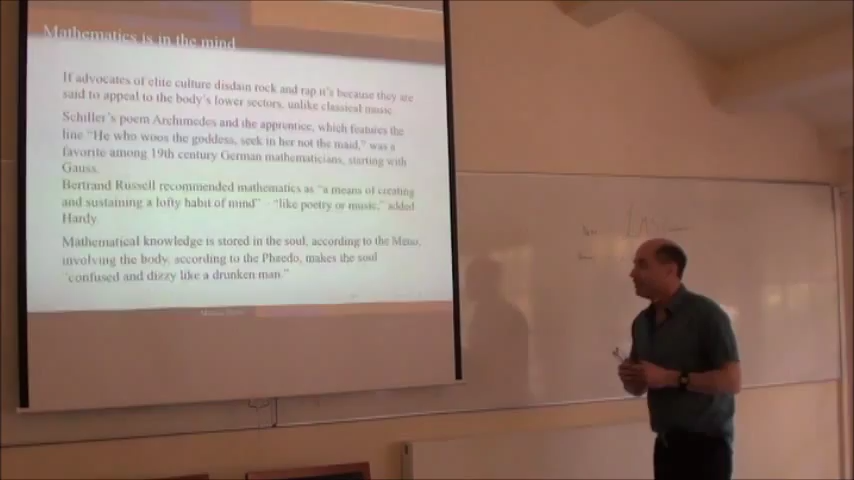 Mathematics is in the mind
If advocates of elite culture disdain rock and rap it's because they are
said to appeal to the body's lower sectors, unlike classical music.
Schiller's poem Archimedes and the apprentice, which features the
line "He who woos the goddess, seek in her not the maid," was a
favorite among 19th century German mathematicians, starting with
Gauss.
Bertrand Russell recommended mathematics as "a means of creating
and sustaining a lofty habit of mind" - "like poetry or music," added
Hardy.
Mathematical knowledge is stored in the soul, according to the Meno,
involving the body, according to the Phaedo, makes the soul
"confused and dizzy like a drunken man."